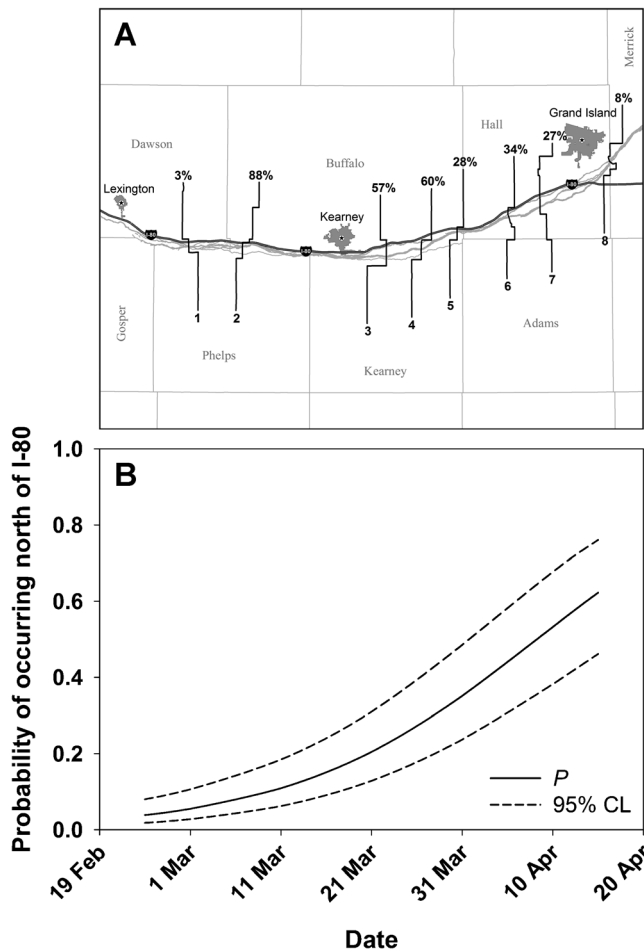 A
Merrick
8%
Grand Island
Hall
27%
Dawson
34%
Buffalo
28%
3%
88%
57%
60%
Lexington
Kearney
8
1
2
3
4
5
6
7
Gosper
Phelps
Kearney
Adams
B
Probability of occurring north of I-80
1.0
0.8
0.6
0.4
0.2
0.0
P
95% CL
19 Feb
1 Mar
11 Mar
21 Mar
31 Mar
10 Apr
20 Apr
Date